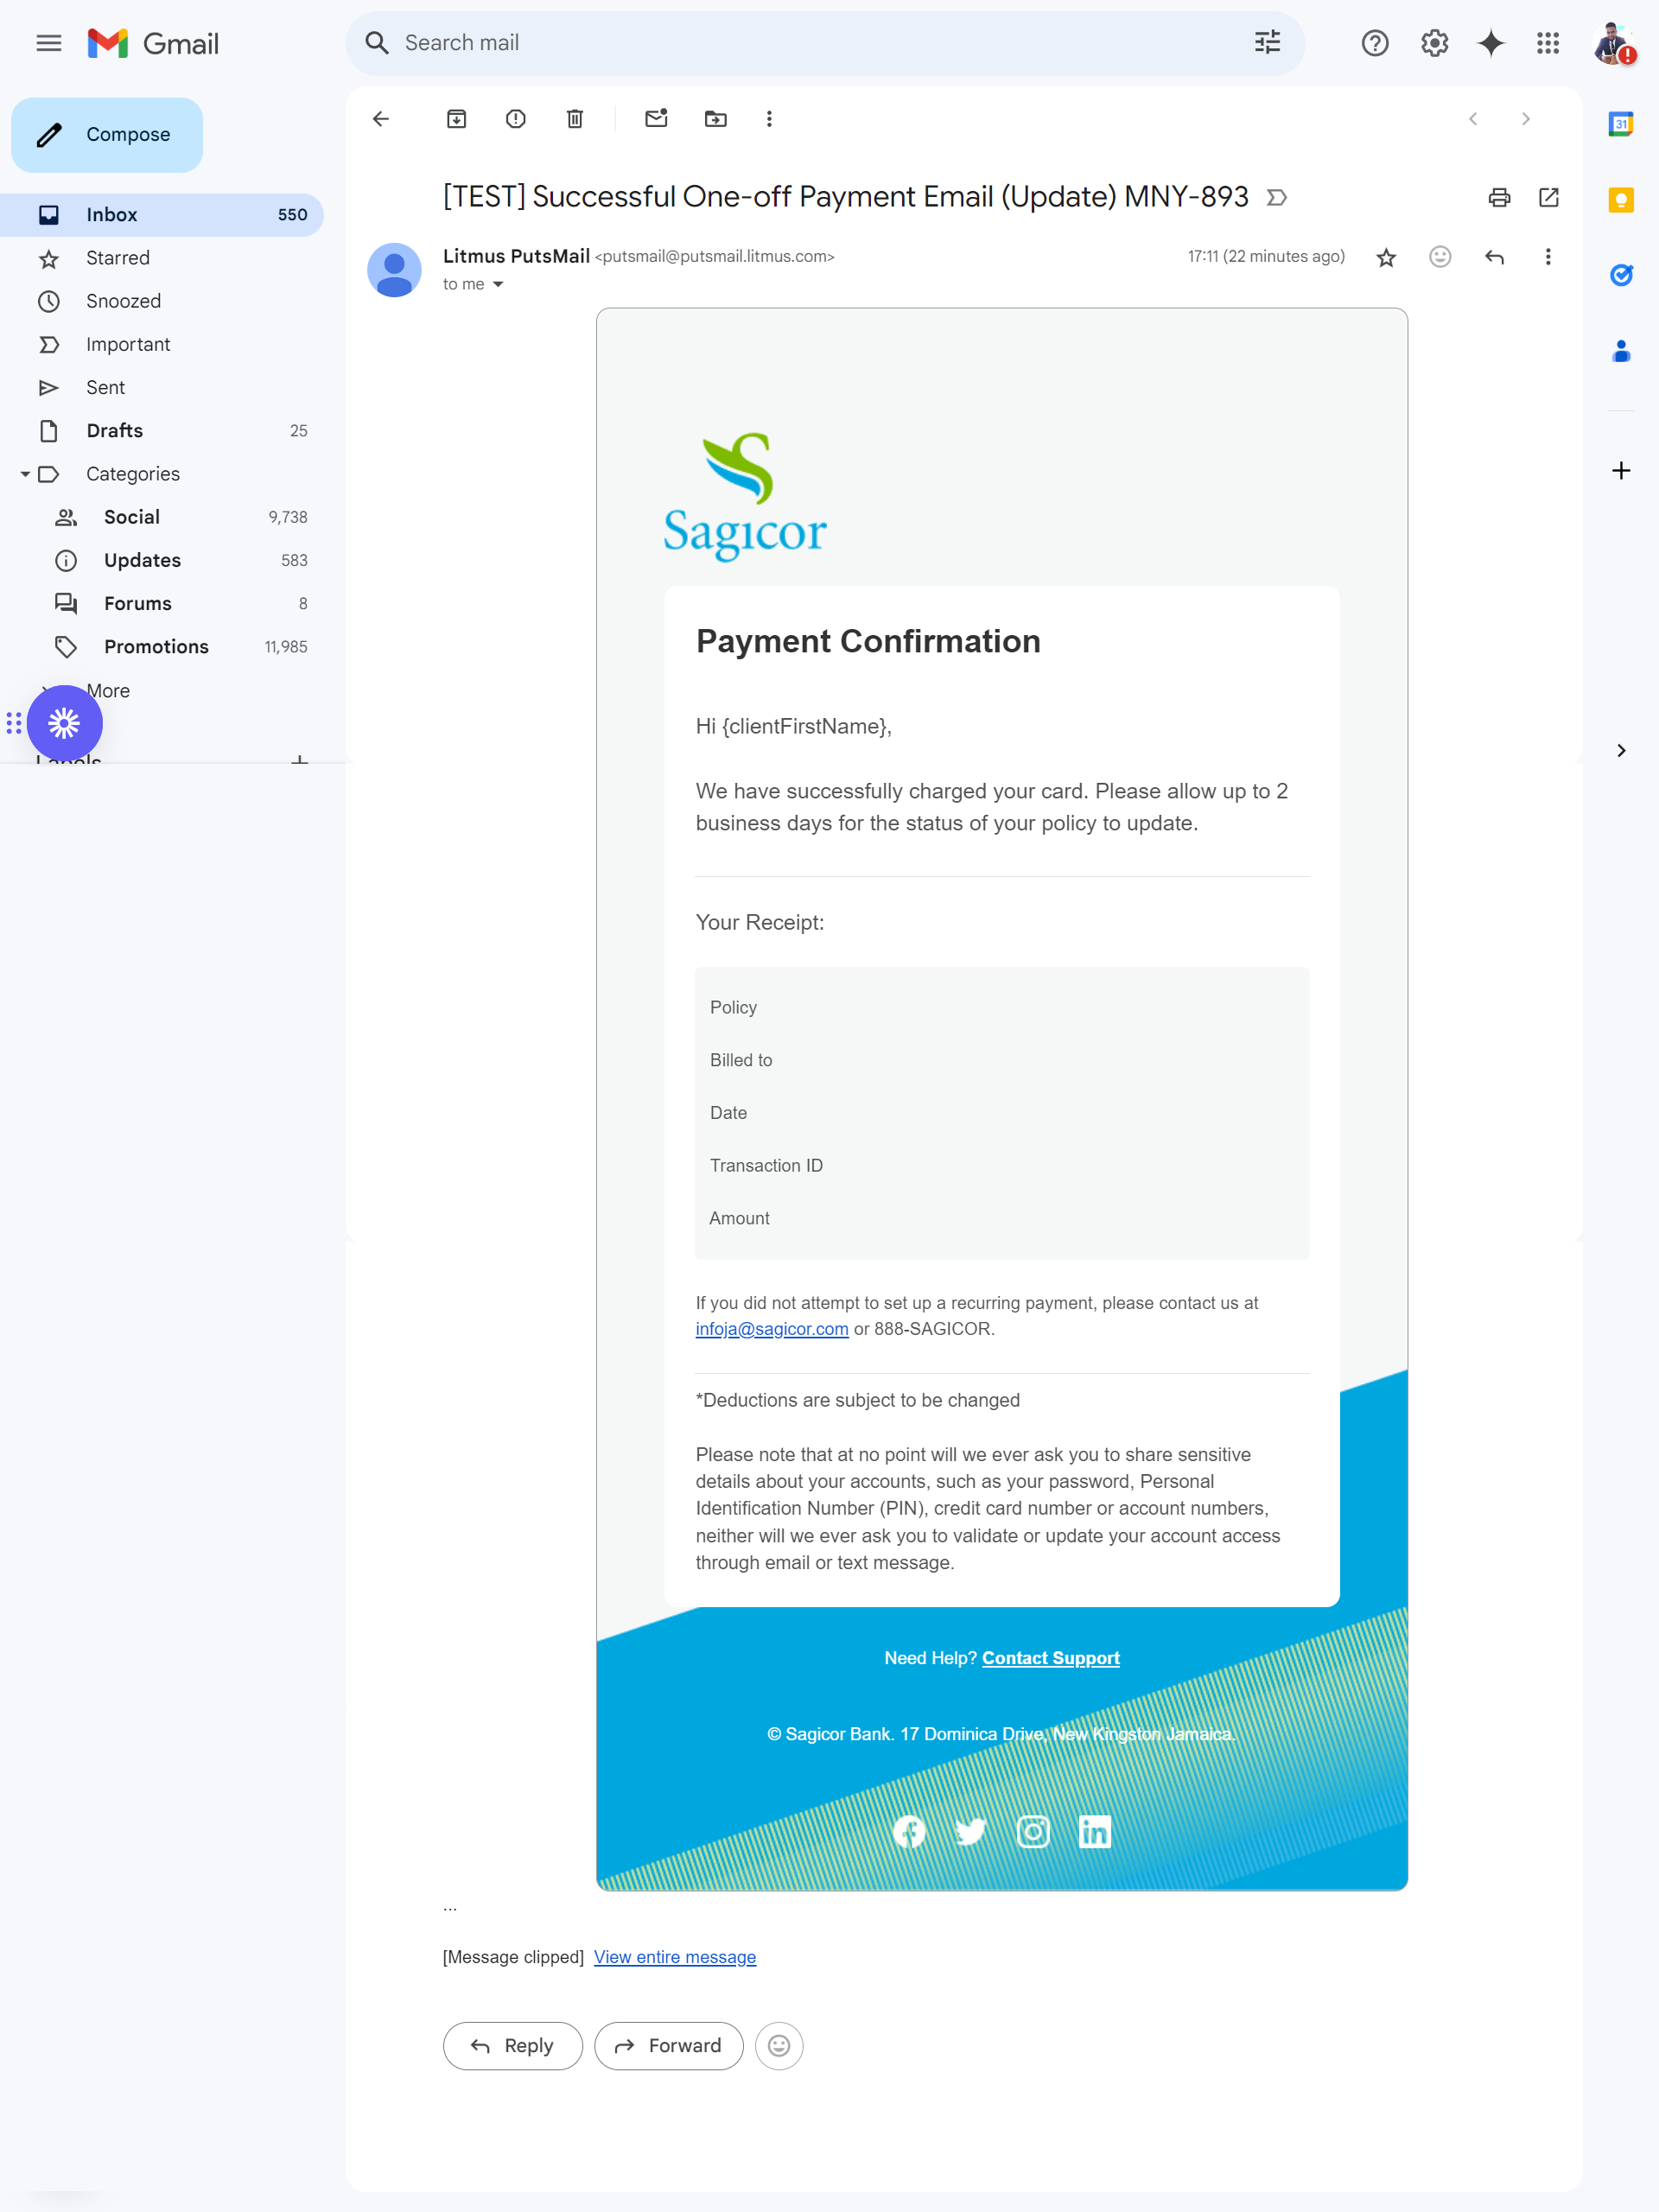 Gmail
Search mail
Compose
Inbox 550
Starred
Snoozed
Important
Sent
Drafts 25
Categories
Social 9,738
Updates 583
Forums 8
Promotions 11,985
More
Labels
31
[TEST] Successful One-off Payment Email (Update) MNY-893
Litmus PutsMail <putsmail@putsmail.litmus.com>
17:11 (22 minutes ago)
to me
Sagicor
Payment Confirmation
Hi {clientFirstName},
We have successfully charged your card. Please allow up to 2
business days for the status of your policy to update.
Your Receipt:
Policy
Billed to
Date
Transaction ID
Amount
If you did not attempt to set up a recurring payment, please contact us at
infoja@sagicor.com or 888-SAGICOR.
*Deductions are subject to be changed
Please note that at no point will we ever ask you to share sensitive
details about your accounts, such as your password, Personal
Identification Number (PIN), credit card number or account numbers,
neither will we ever ask you to validate or update your account access
through email or text message.
Need Help? Contact Support
© Sagicor Bank. 17 Dominica Drive, New Kingston Jamaica.
...
[Message clipped] View entire message
Reply
Forward